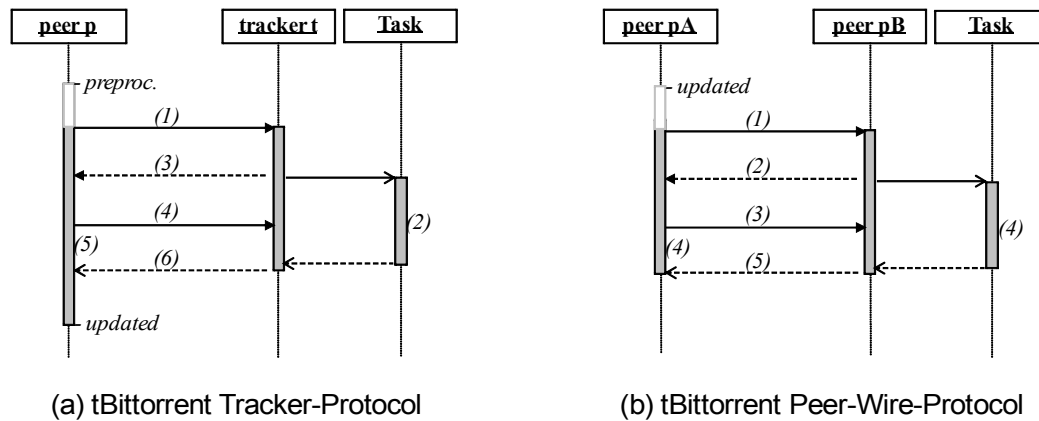 peer p tracker t Task
- preproc.
(1)
(3)
(4)
(2)
(5)
(6)
- updated
(a) tBittorrent Tracker-Protocol
peer pA peer pB Task
- updated
(1)
(2)
(3)
(4)
(4)
(5)
(b) tBittorrent Peer-Wire-Protocol